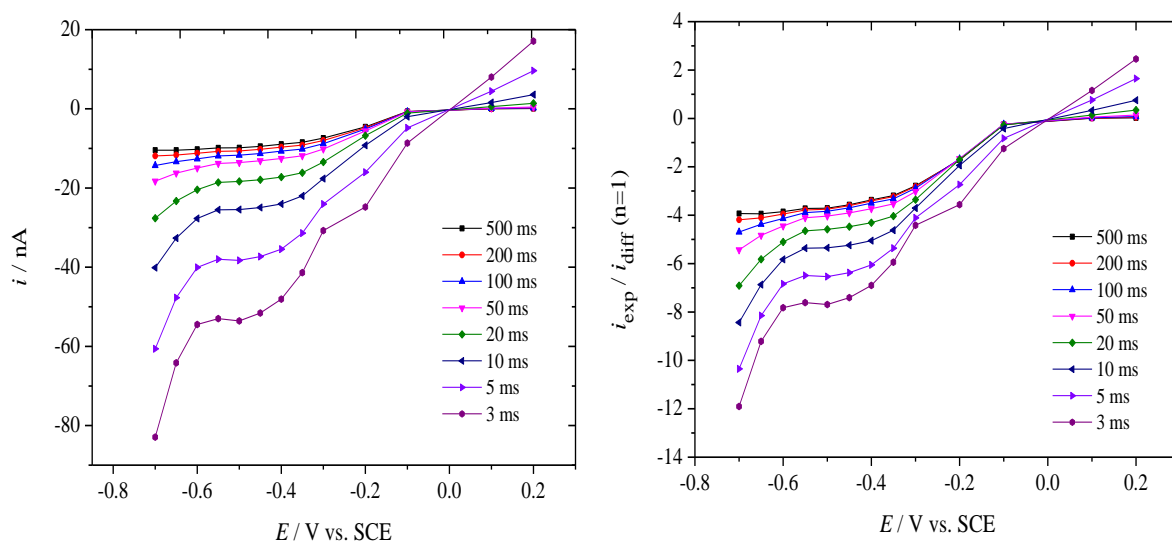 20
0
-20
-40
-60
-80
i / nA
-0.8 -0.6 -0.4 -0.2 0.0 0.2
E / V vs. SCE
500 ms
200 ms
100 ms
50 ms
20 ms
10 ms
5 ms
3 ms
4
2
0
-2
-4
-6
-8
-10
-12
-14
i_exp / i_diff (n=1)
-0.8 -0.6 -0.4 -0.2 0.0 0.2
E / V vs. SCE
500 ms
200 ms
100 ms
50 ms
20 ms
10 ms
5 ms
3 ms